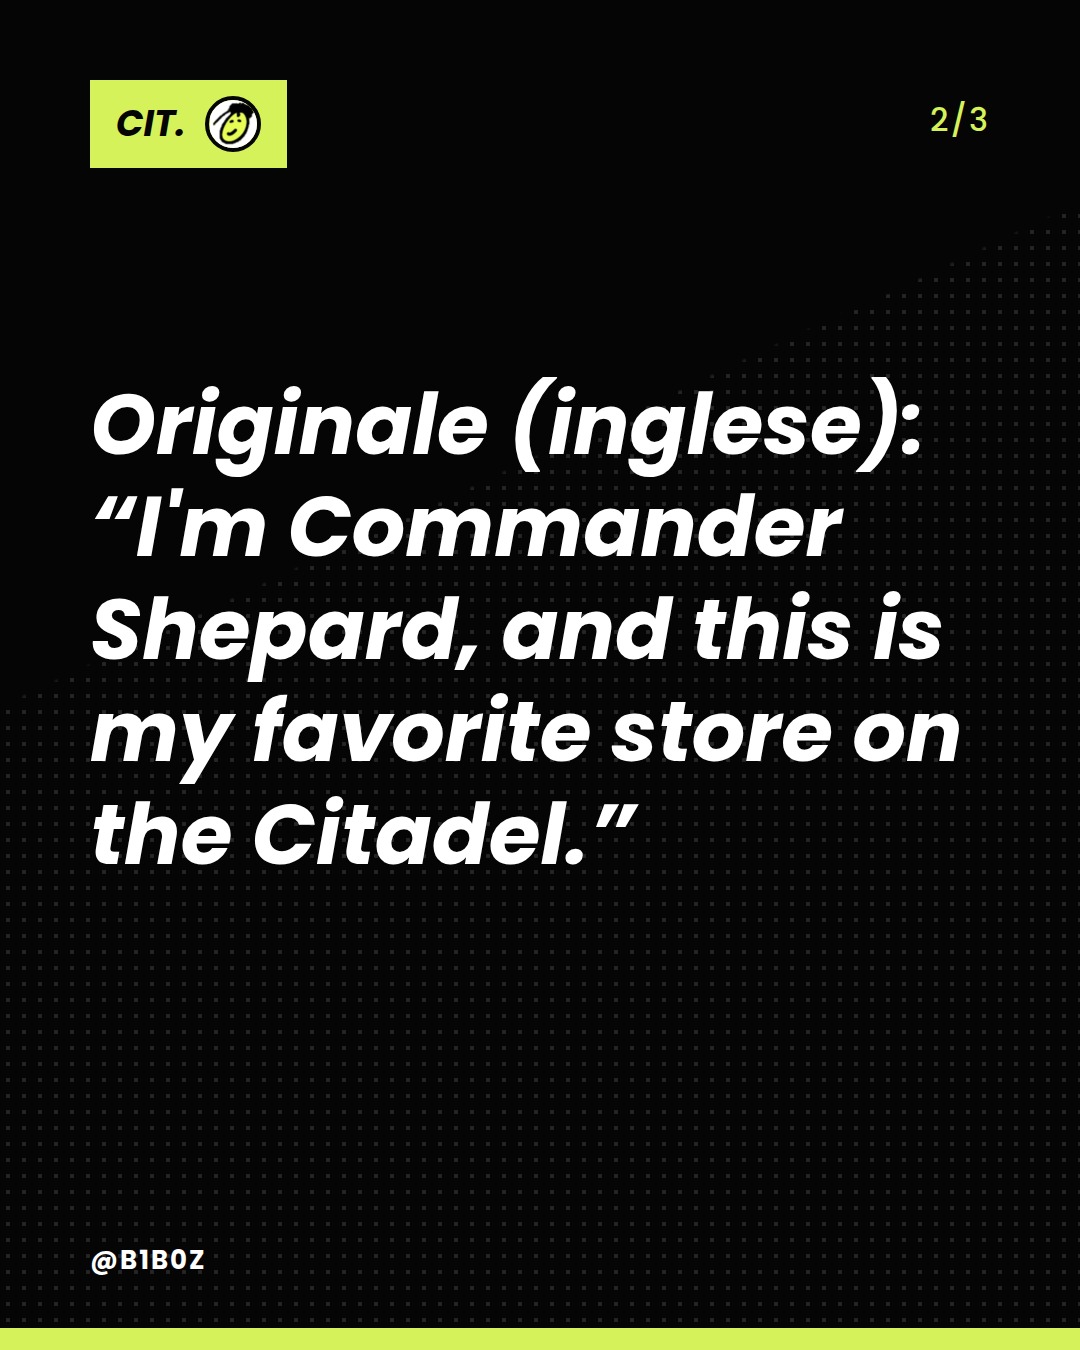 CIT.
2/3
Originale (inglese):
“I'm Commander
Shepard, and this is
my favorite store on
the Citadel.”
@B1B0Z